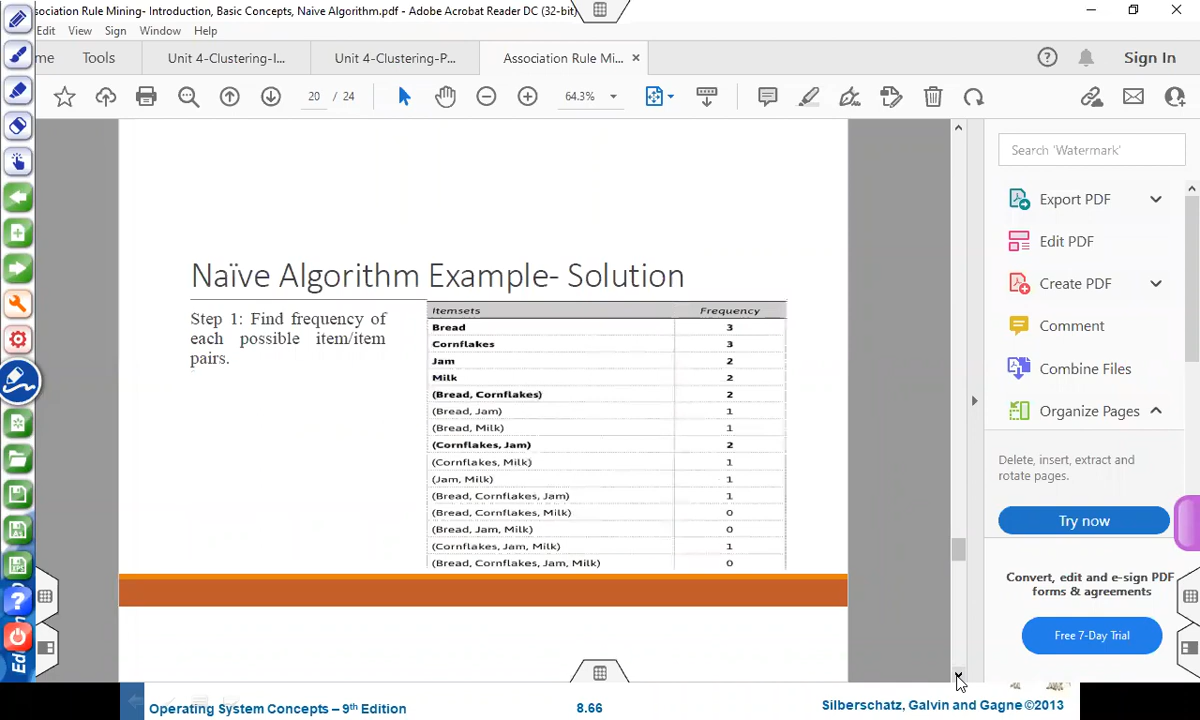 sociation Rule Mining- Introduction, Basic Concepts, Naive Algorithm.pdf - Adobe Acrobat Reader DC (32-bit)
Edit View Sign Window Help
me Tools Unit 4-Clustering-I... Unit 4-Clustering-P... Association Rule Mi... × Sign In
20 / 24 64.3%
Search 'Watermark'
Export PDF
Edit PDF
Create PDF
Comment
Combine Files
Organize Pages
Delete, insert, extract and
rotate pages.
Try now
Convert, edit and e-sign PDF
forms & agreements
Free 7-Day Trial
Naïve Algorithm Example- Solution
Step 1: Find frequency of
each possible item/item
pairs.
Itemsets Frequency
Bread 3
Cornflakes 3
Jam 2
Milk 2
(Bread, Cornflakes) 2
(Bread, Jam) 1
(Bread, Milk) 1
(Cornflakes, Jam) 2
(Cornflakes, Milk) 1
(Jam, Milk) 1
(Bread, Cornflakes, Jam) 1
(Bread, Cornflakes, Milk) 0
(Bread, Jam, Milk) 0
(Cornflakes, Jam, Milk) 1
(Bread, Cornflakes, Jam, Milk) 0
Operating System Concepts – 9th Edition 8.66 Silberschatz, Galvin and Gagne ©2013